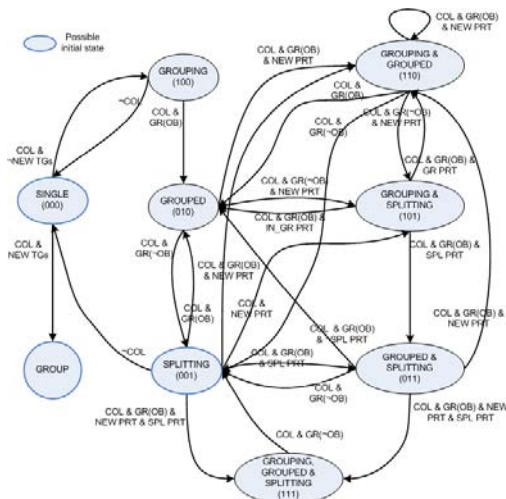 Possible
initial state
GROUPING
(100)
COL & GR(OB)
& NEW PRT
COL & GR(OB)
& NEW PRT
GROUPING &
GROUPED
(110)
¬COL
COL &
GR(OB)
COL &
GR(OB)
COL &
¬NEW TGs
COL &
GR(¬OB)
COL & GR(¬OB)
& NEW PRT
COL & GR(OB) &
GR PRT
SINGLE
(000)
GROUPED
(010)
COL & GR(¬OB) &
NEW PRT
GROUPING &
SPLITTING
(101)
COL & GR(OB) &
IN_GR PRT
COL &
NEW TGs
COL &
GR(¬OB)
COL & GR(OB)
& NEW PRT
COL & GR(OB) &
SPL PRT
COL &
GR(OB)
COL &
NEW PRT
COL & GR(OB)
& SPL PRT
COL & GR(OB) &
NEW PRT
¬COL
GROUP
SPLITTING
(001)
COL & GR(OB)
& SPL PRT
GROUPED &
SPLITTING
(011)
COL &
GR(¬OB)
COL & GR(OB) &
NEW PRT & SPL PRT
COL & GR(OB) & NEW
PRT & SPL PRT
COL & GR(¬OB)
GROUPING,
GROUPED &
SPLITTING
(111)